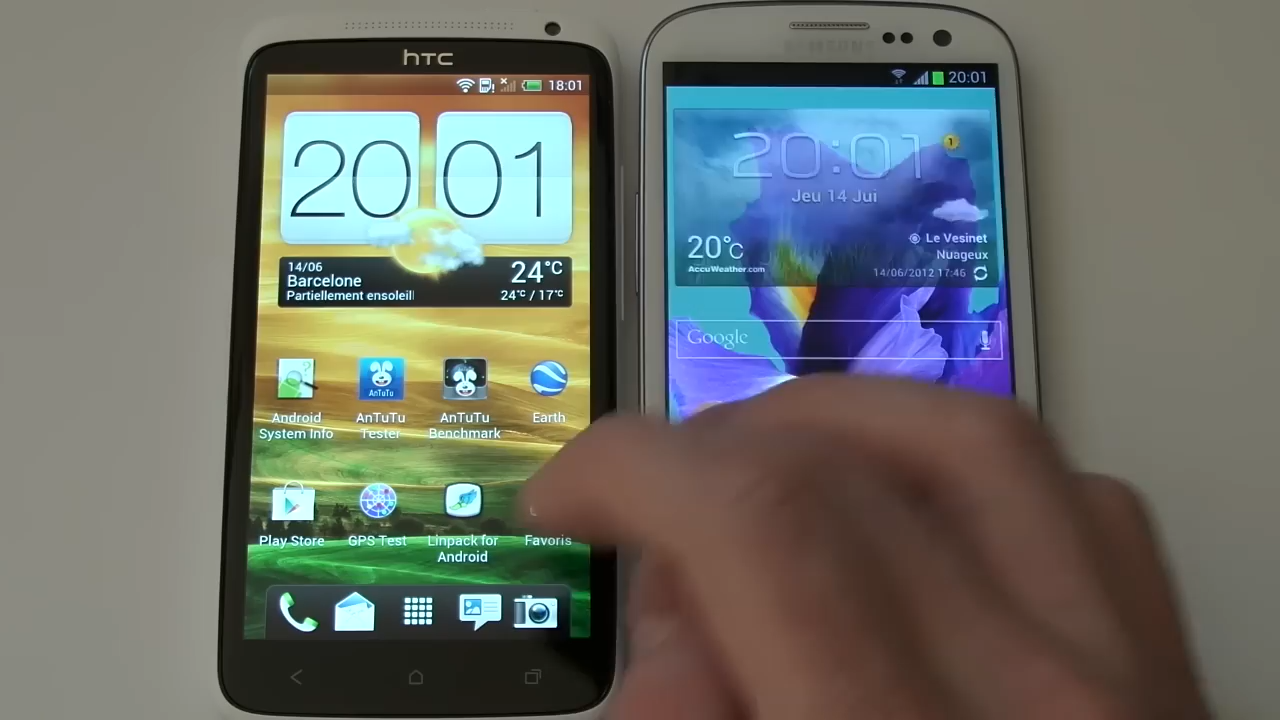 hTC
18:01
20 01
14/06
Barcelone
Partiellement ensoleil
24°C
24°C / 17°C
Android
System Info
AnTuTu
AnTuTu
Tester
AnTuTu
Benchmark
Earth
Play Store
GPS Test
Linpack for
Android
Favoris
SAMSUNG
20:01
20:01
1
Jeu 14 Jui
20°C
AccuWeather.com
Le Vesinet
Nuageux
14/06/2012 17:46
Google